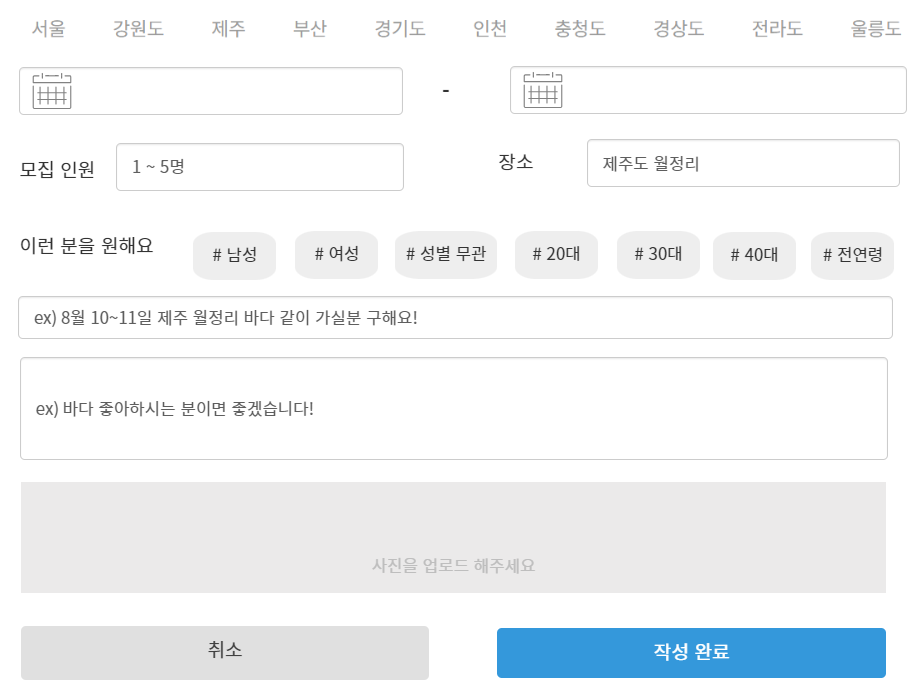 서울 강원도 제주 부산 경기도 인천 충청도 경상도 전라도 울릉도
-
모집 인원 1 ~ 5명 장소 제주도 월정리
이런 분을 원해요 # 남성 # 여성 # 성별 무관 # 20대 # 30대 # 40대 # 전연령
ex) 8월 10~11일 제주 월정리 바다 같이 가실분 구해요!
ex) 바다 좋아하시는 분이면 좋겠습니다!
사진을 업로드 해주세요
취소 작성 완료